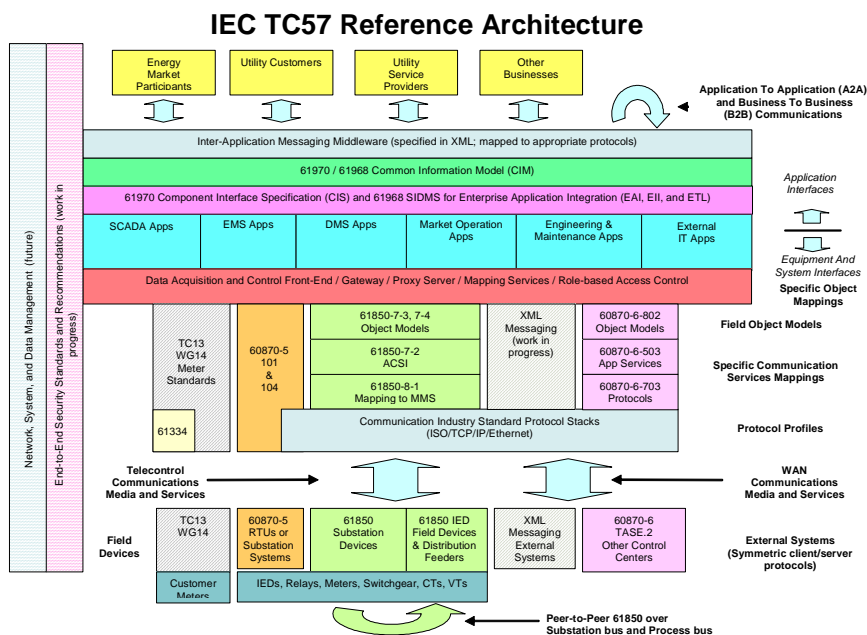 IEC TC57 Reference Architecture
Energy
Market
Participants
Utility Customers
Utility
Service
Providers
Other
Businesses
Application To Application (A2A)
and Business To Business
(B2B) Communications
Inter-Application Messaging Middleware (specified in XML; mapped to appropriate protocols)
61970 / 61968 Common Information Model (CIM)
61970 Component Interface Specification (CIS) and 61968 SIDMS for Enterprise Application Integration (EAI, EII, and ETL)
Application
Interfaces
SCADA Apps
EMS Apps
DMS Apps
Market Operation
Apps
Engineering &
Maintenance Apps
External
IT Apps
Equipment And
System Interfaces
Data Acquisition and Control Front-End / Gateway / Proxy Server / Mapping Services / Role-based Access Control
Specific Object
Mappings
Network, System, and Data Management (future)
End-to-End Security Standards and Recommendations (work in
progress)
TC13
WG14
Meter
Standards
61334
60870-5
101
&
104
61850-7-3, 7-4
Object Models
61850-7-2
ACSI
61850-8-1
Mapping to MMS
XML
Messaging
(work in
progress)
60870-6-802
Object Models
60870-6-503
App Services
60870-6-703
Protocols
Field Object Models
Specific Communication
Services Mappings
Communication Industry Standard Protocol Stacks
(ISO/TCP/IP/Ethernet)
Protocol Profiles
Telecontrol
Communications
Media and Services
WAN
Communications
Media and Services
Field
Devices
TC13
WG14
60870-5
RTUs or
Substation
Systems
61850
Substation
Devices
61850 IED
Field Devices
& Distribution
Feeders
XML
Messaging
External
Systems
60870-6
TASE.2
Other Control
Centers
External Systems
(Symmetric client/server
protocols)
Customer
Meters
IEDs, Relays, Meters, Switchgear, CTs, VTs
Peer-to-Peer 61850 over
Substation bus and Process bus